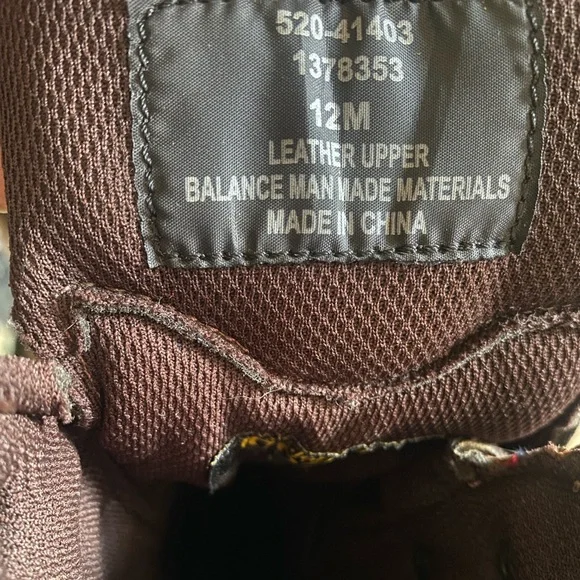 520-41403
1378353
12M
LEATHER UPPER
BALANCE MAN MADE MATERIALS
MADE IN CHINA